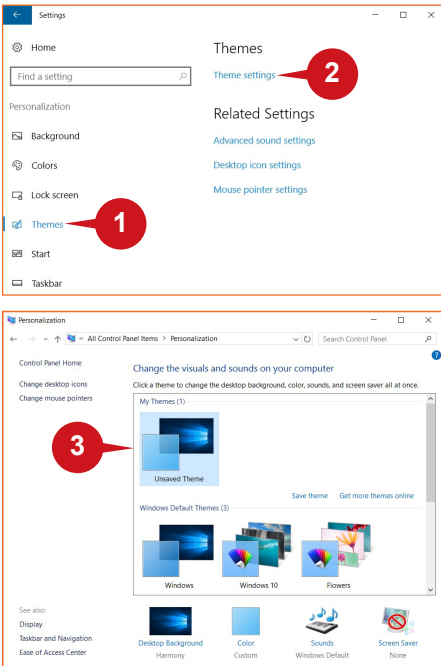 Settings
Home
Find a setting
Personalization
Background
Colors
Lock screen
Themes
Start
Taskbar
Themes
Theme settings
Related Settings
Advanced sound settings
Desktop icon settings
Mouse pointer settings
1
2
Personalization
« All Control Panel Items > Personalization
Search Control Panel
?
Control Panel Home
Change desktop icons
Change mouse pointers
Change the visuals and sounds on your computer
Click a theme to change the desktop background, color, sounds, and screen saver all at once.
My Themes (1)
3
Unsaved Theme
Save theme Get more themes online
Windows Default Themes (3)
Windows Windows 10 Flowers
See also
Display
Taskbar and Navigation
Ease of Access Center
Desktop Background
Harmony
Color
Custom
Sounds
Windows Default
Screen Saver
None